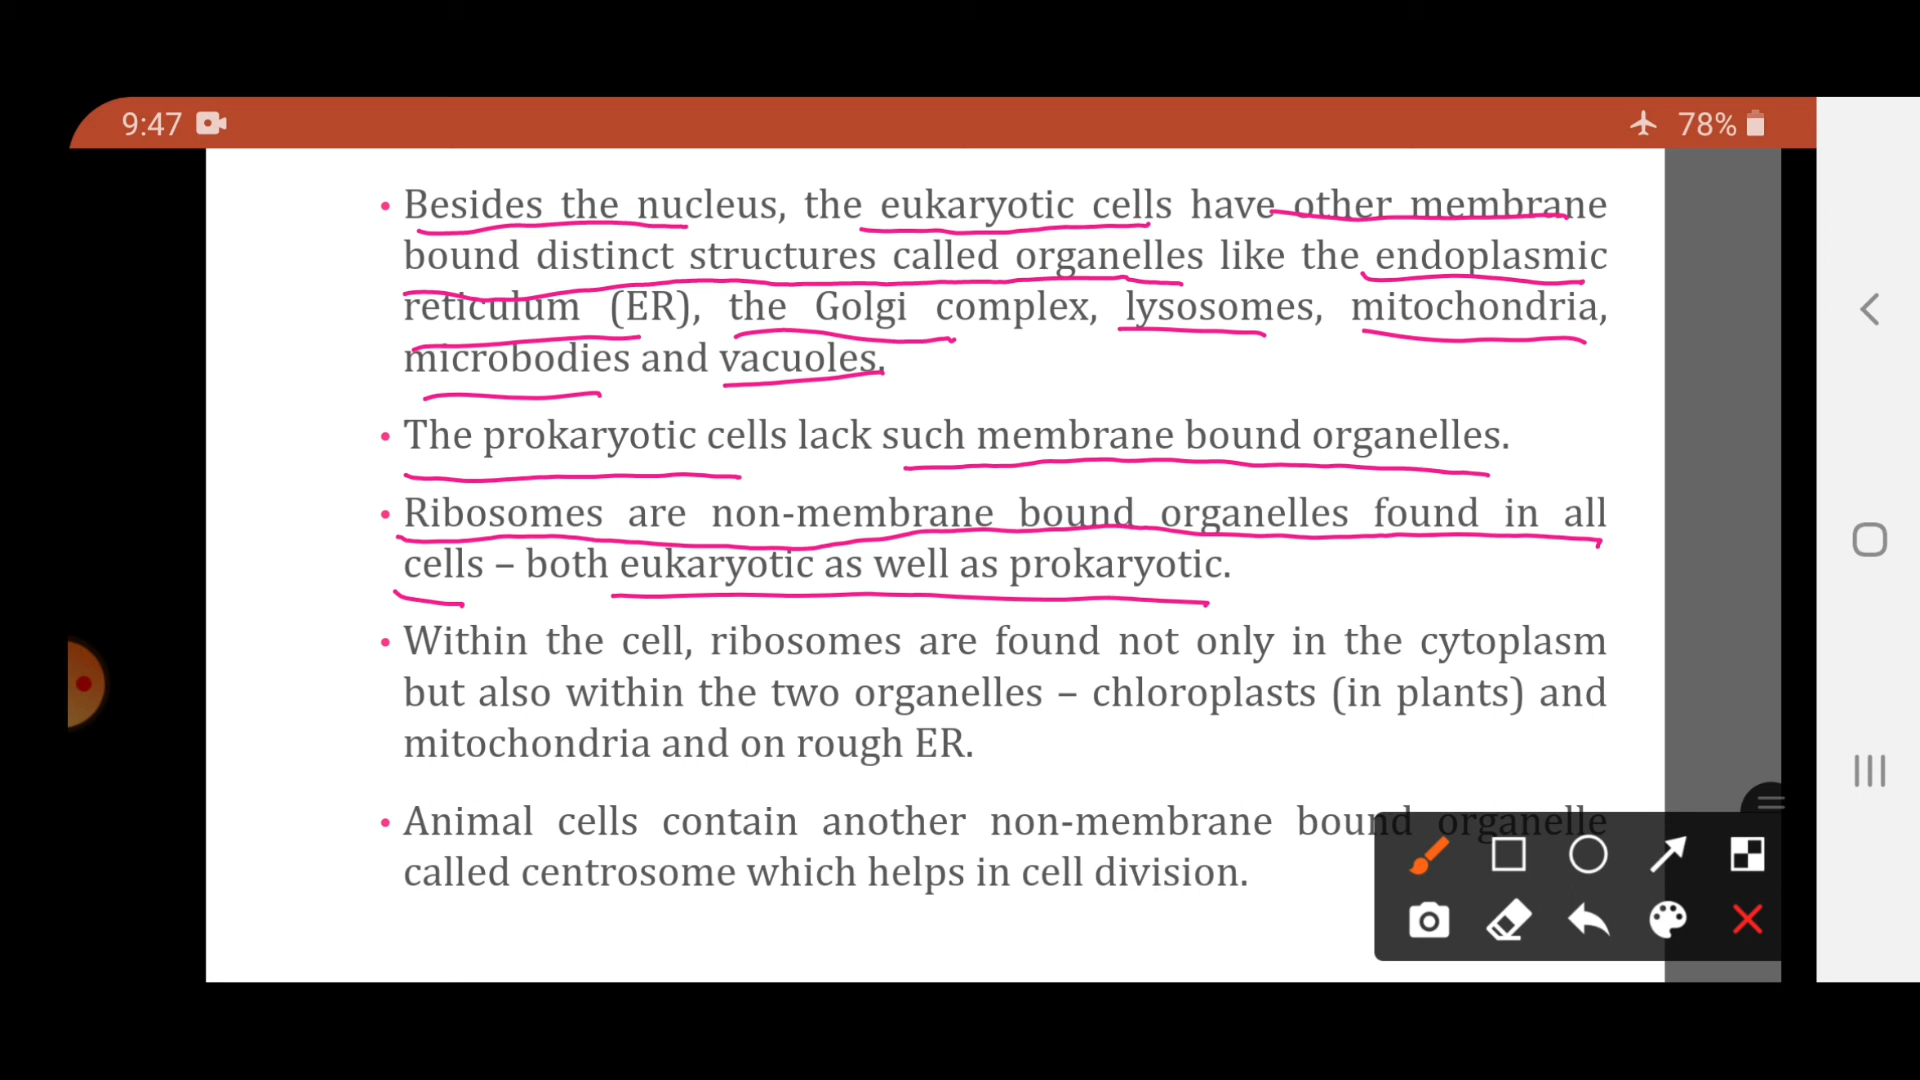 9:47 78%
• Besides the nucleus, the eukaryotic cells have other membrane
bound distinct structures called organelles like the endoplasmic
reticulum (ER), the Golgi complex, lysosomes, mitochondria,
microbodies and vacuoles.
• The prokaryotic cells lack such membrane bound organelles.
• Ribosomes are non-membrane bound organelles found in all
cells – both eukaryotic as well as prokaryotic.
• Within the cell, ribosomes are found not only in the cytoplasm
but also within the two organelles – chloroplasts (in plants) and
mitochondria and on rough ER.
• Animal cells contain another non-membrane bound organelle
called centrosome which helps in cell division.